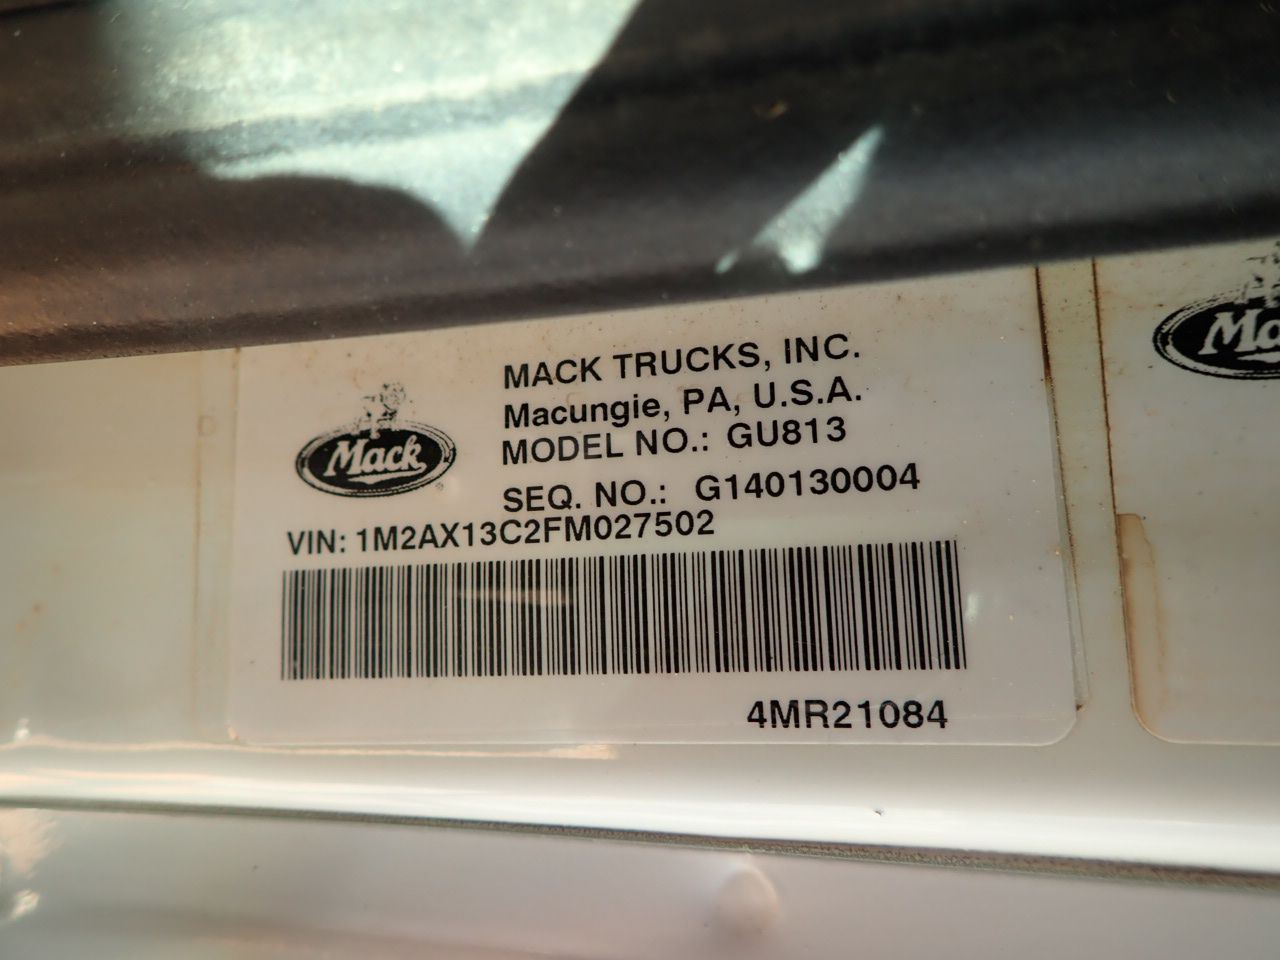 MACK TRUCKS, INC.
Macungie, PA, U.S.A.
MODEL NO.: GU813
SEQ. NO.: G140130004
Mack
VIN: 1M2AX13C2FM027502
4MR21084